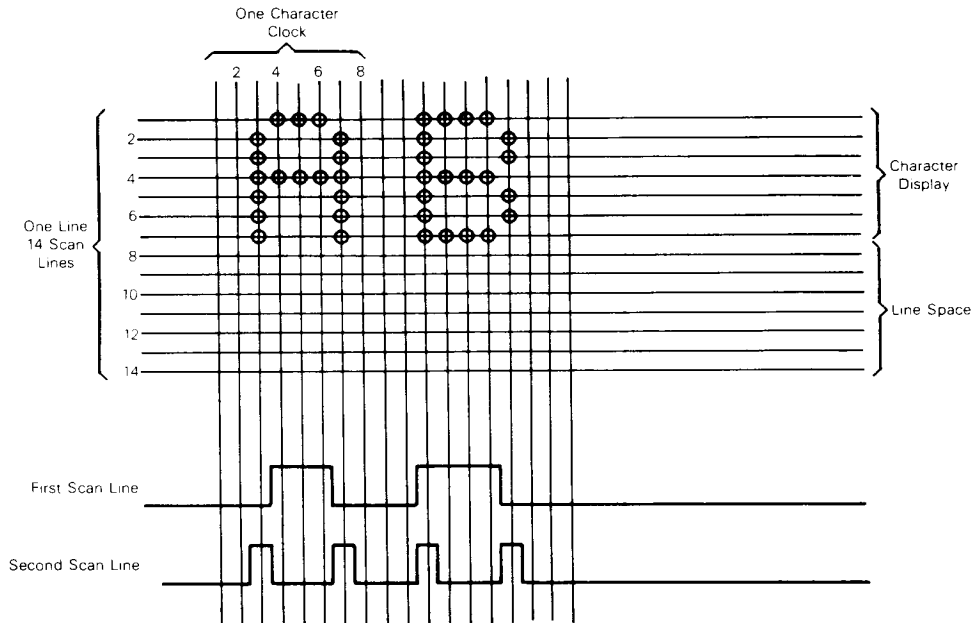 One Character
Clock
2 4 6 8
2
4
6
8
10
12
14
One Line
14 Scan
Lines
Character
Display
Line Space
First Scan Line
Second Scan Line